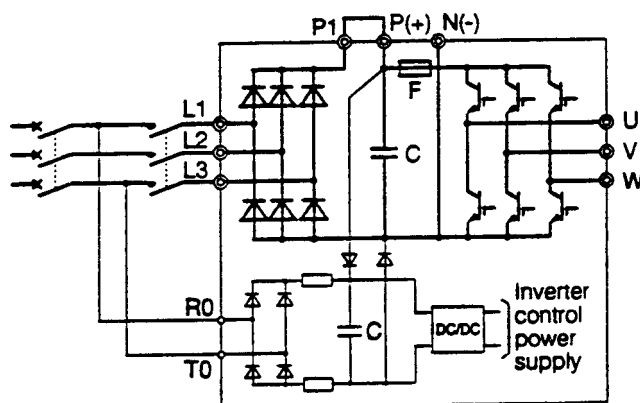 P1 P(+) N(-)
F
L1
L2
L3
C
U
V
W
R0
T0
C
DC/DC
Inverter
control
power
supply